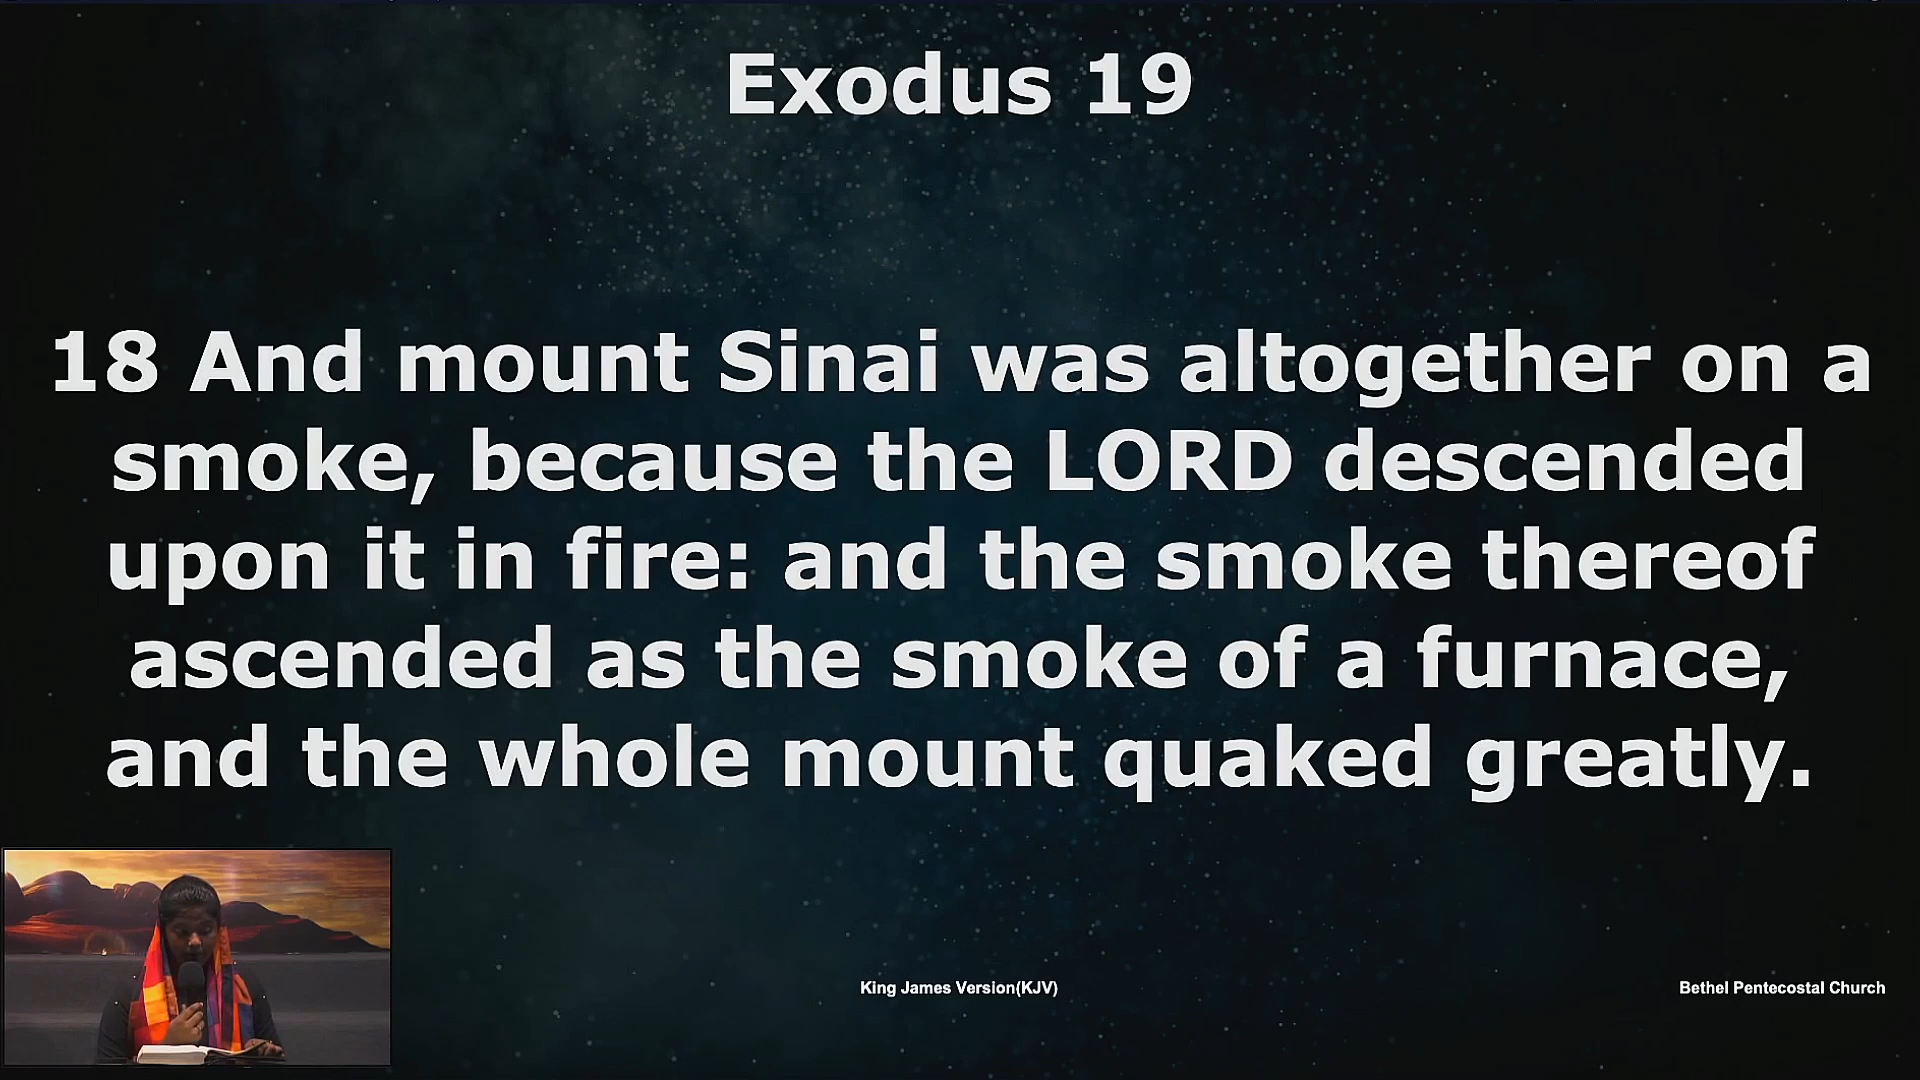 Exodus 19
18 And mount Sinai was altogether on a
smoke, because the LORD descended
upon it in fire: and the smoke thereof
ascended as the smoke of a furnace,
and the whole mount quaked greatly.
King James Version(KJV)
Bethel Pentecostal Church